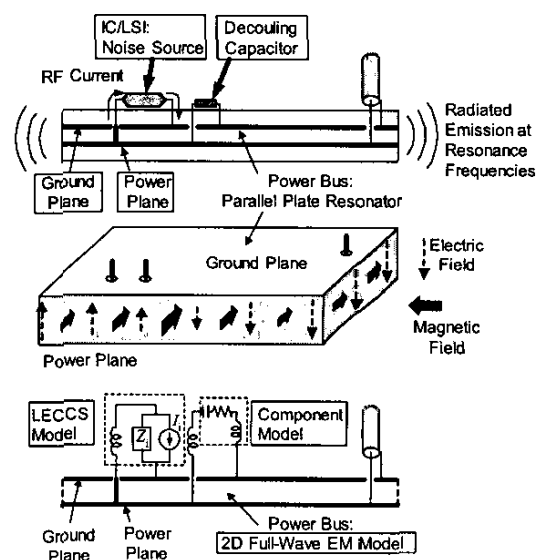 IC/LSI:
Noise Source
Decouling
Capacitor
RF Current
Radiated
Emission at
Resonance
Frequencies
Ground
Plane
Power
Plane
Power Bus:
Parallel Plate Resonator
Ground Plane
Electric
Field
Magnetic
Field
Power Plane
LECCS
Model
Zi
Ii
Component
Model
Ground
Plane
Power
Plane
Power Bus:
2D Full-Wave EM Model